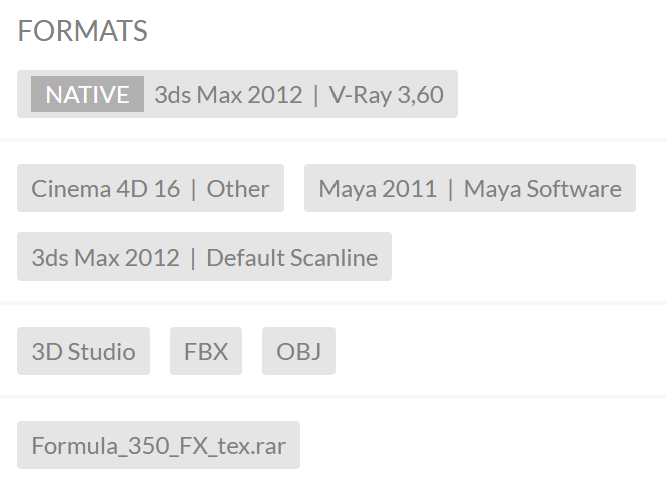 FORMATS
NATIVE 3ds Max 2012 | V-Ray 3,60
Cinema 4D 16 | Other Maya 2011 | Maya Software
3ds Max 2012 | Default Scanline
3D Studio FBX OBJ
Formula_350_FX_tex.rar